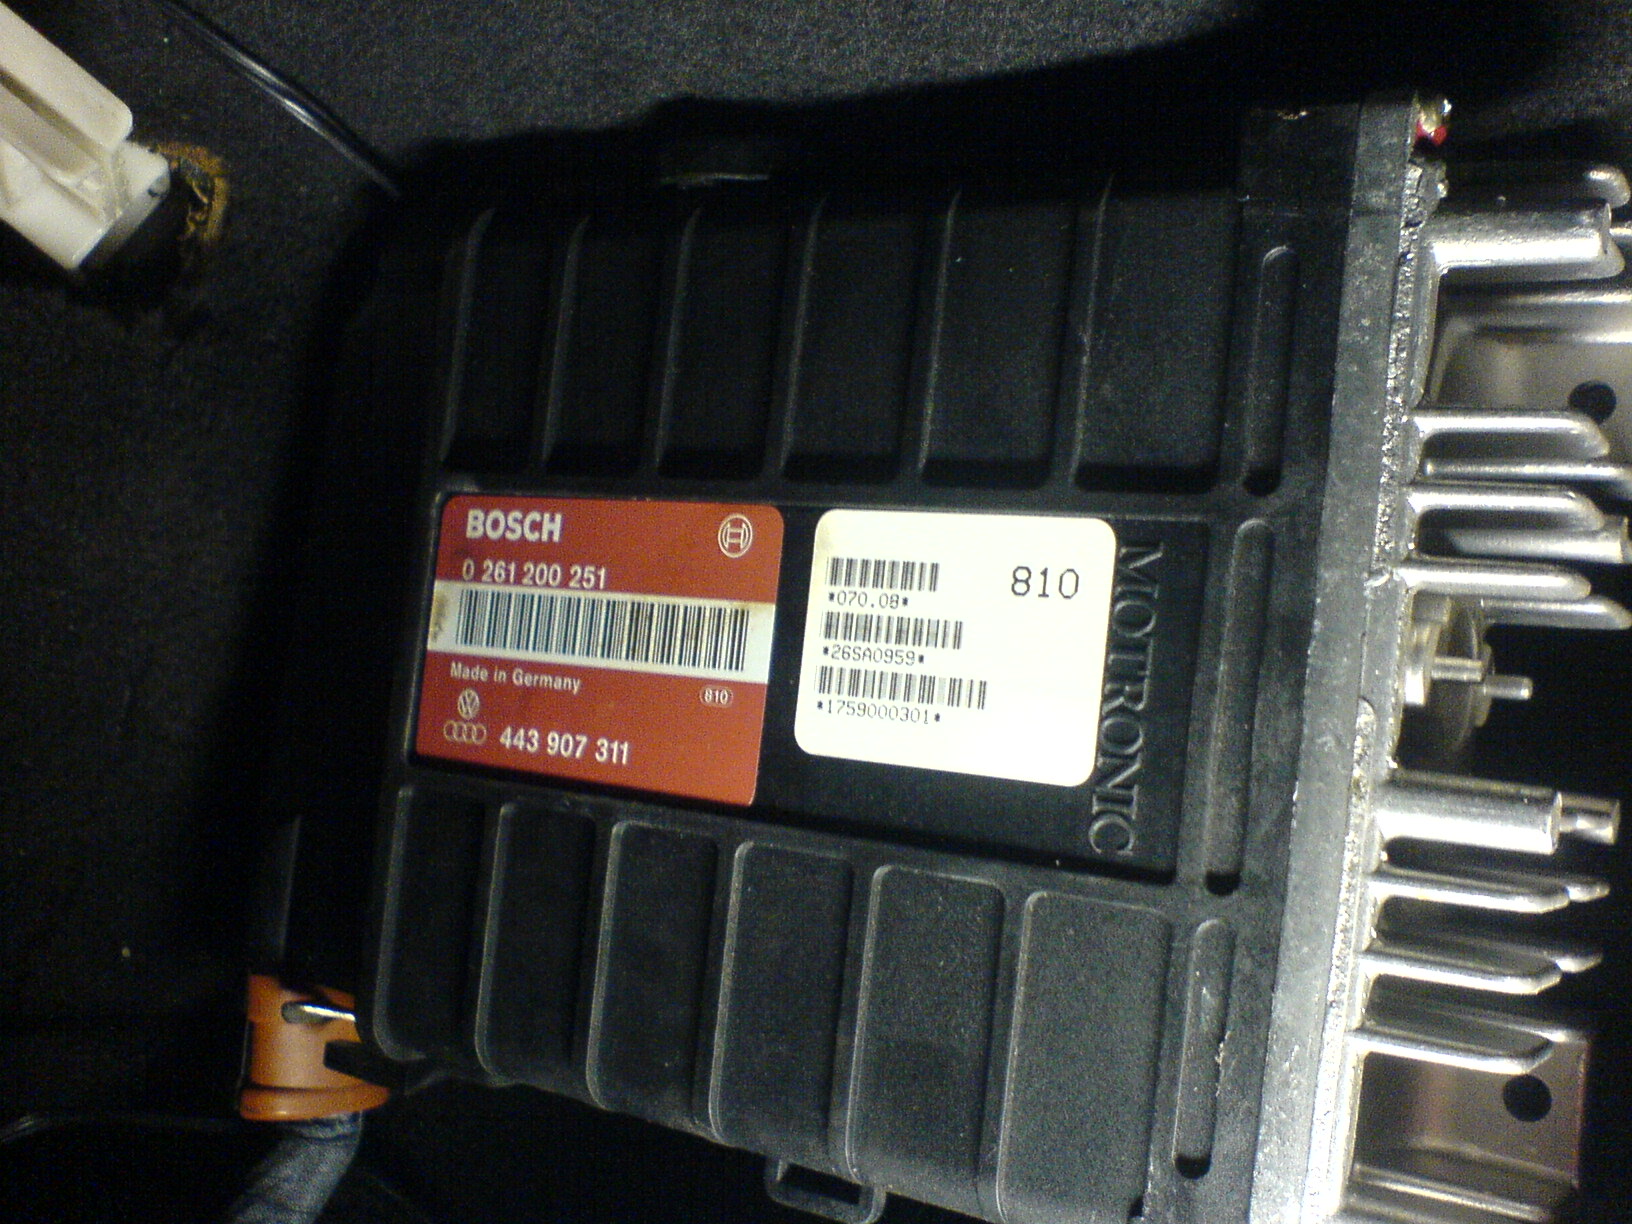 BOSCH
0 261 200 251
Made in Germany
810
443 907 311
810
*070.08*
*26SA0959*
*1759000301*
MOTRONIC